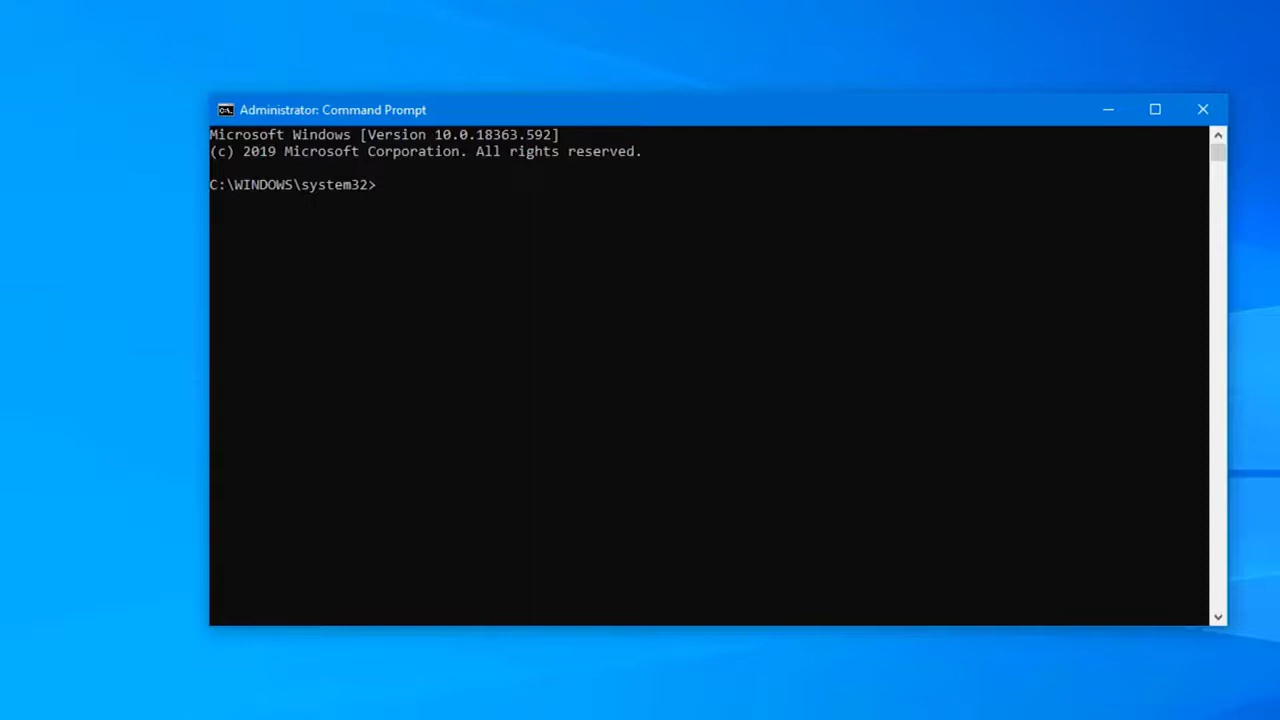 Administrator: Command Prompt
Microsoft Windows [Version 10.0.18363.592]
(c) 2019 Microsoft Corporation. All rights reserved.
C:\WINDOWS\system32>